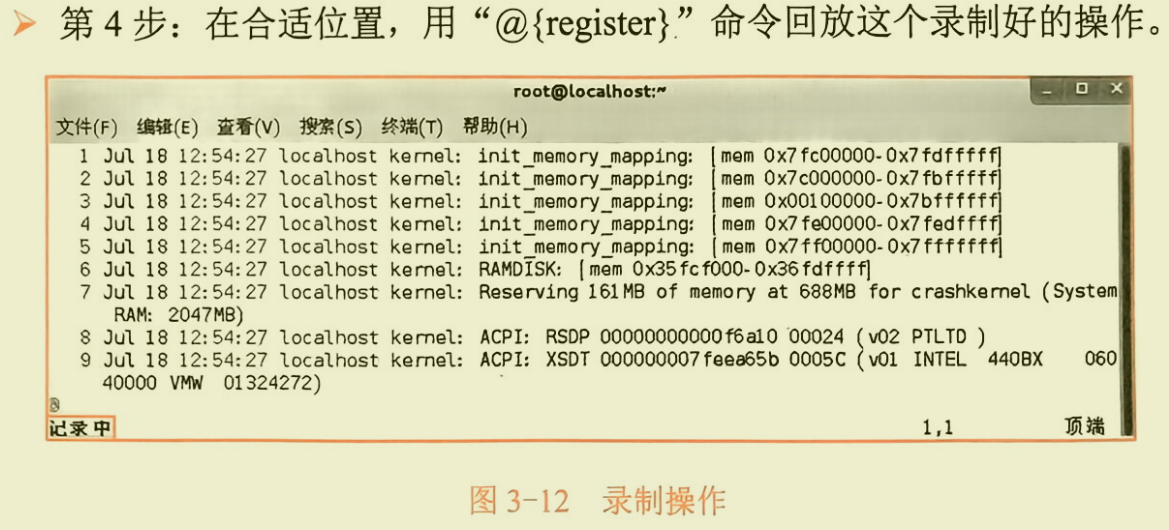 ➢ 第 4 步：在合适位置，用“@{register}”命令回放这个录制好的操作。
root@localhost:~
文件(F) 编辑(E) 查看(V) 搜索(S) 终端(T) 帮助(H)
1 Jul 18 12:54:27 localhost kernel: init_memory_mapping: [mem 0x7fc00000-0x7fdfffff]
2 Jul 18 12:54:27 localhost kernel: init_memory_mapping: [mem 0x7c000000-0x7fbfffff]
3 Jul 18 12:54:27 localhost kernel: init_memory_mapping: [mem 0x00100000-0x7bffffff]
4 Jul 18 12:54:27 localhost kernel: init_memory_mapping: [mem 0x7fe00000-0x7fedffff]
5 Jul 18 12:54:27 localhost kernel: init_memory_mapping: [mem 0x7ff00000-0x7fffffff]
6 Jul 18 12:54:27 localhost kernel: RAMDISK: [mem 0x35fcf000-0x36fdffff]
7 Jul 18 12:54:27 localhost kernel: Reserving 161MB of memory at 688MB for crashkernel (System
RAM: 2047MB)
8 Jul 18 12:54:27 localhost kernel: ACPI: RSDP 00000000000f6a10 00024 (v02 PTLTD )
9 Jul 18 12:54:27 localhost kernel: ACPI: XSDT 000000007feea65b 0005C (v01 INTEL 440BX 060
40000 VMW 01324272)
@
记录中 1,1 顶端
图 3-12 录制操作